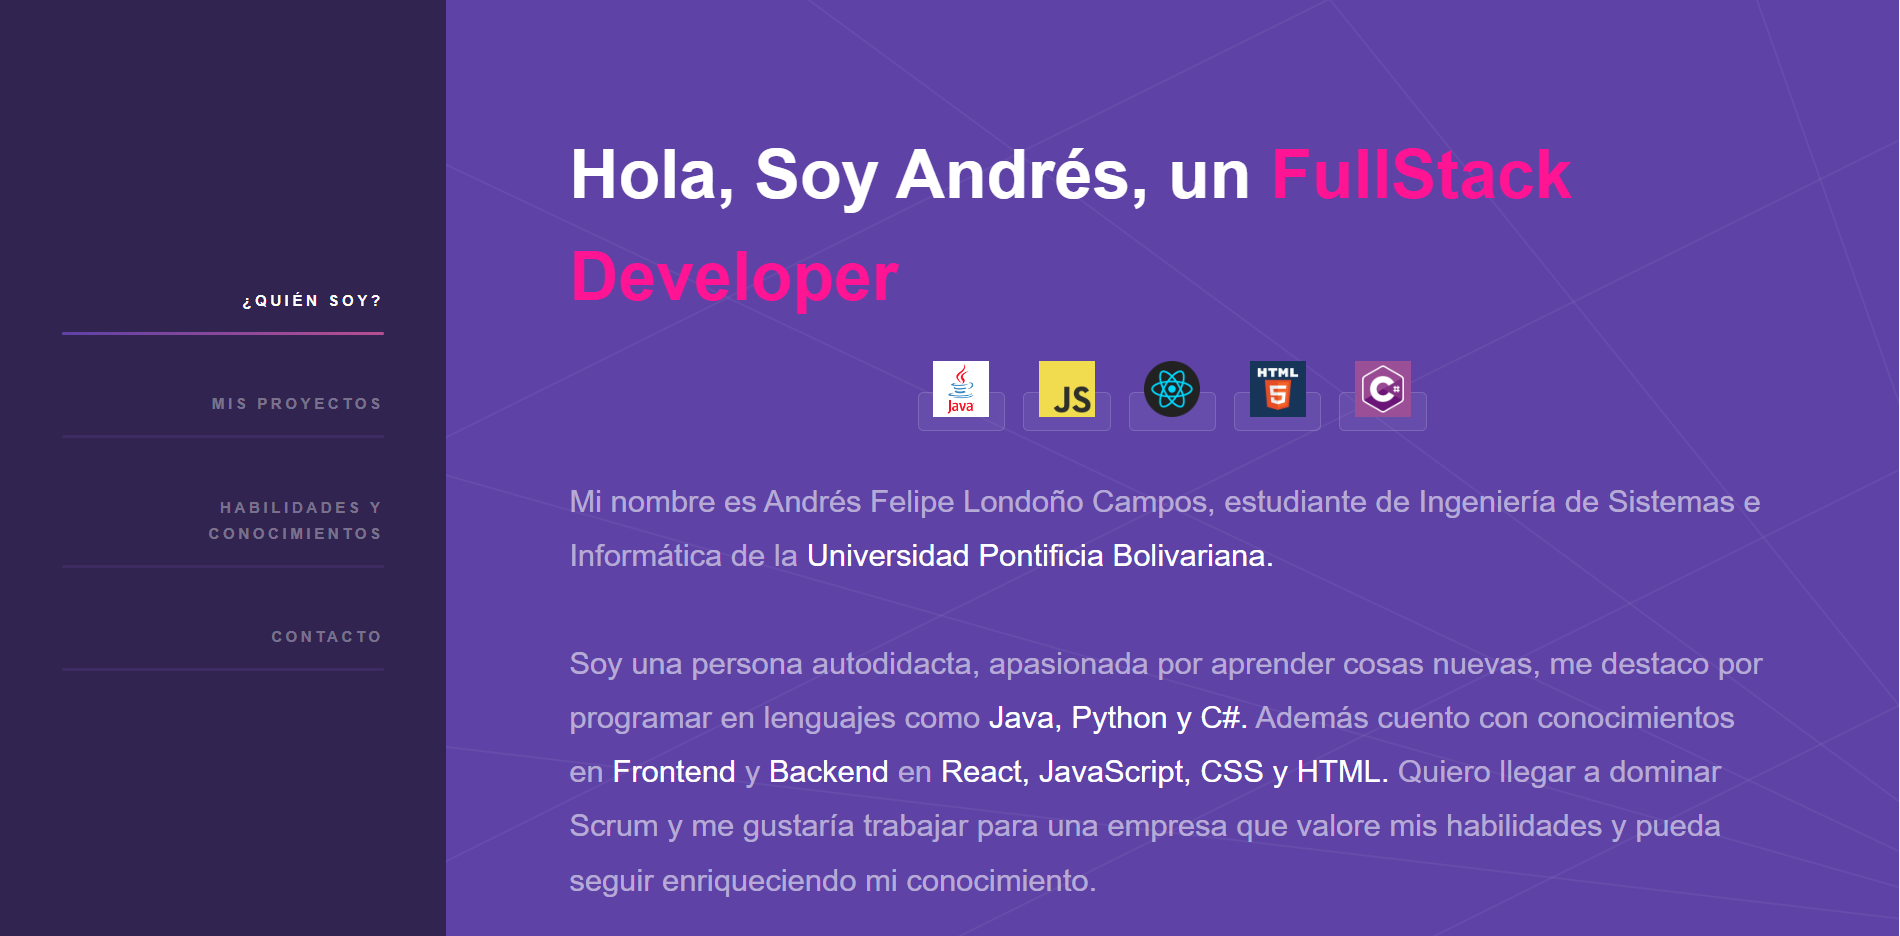 ¿QUIÉN SOY?
MIS PROYECTOS
HABILIDADES Y
CONOCIMIENTOS
CONTACTO
Hola, Soy Andrés, un FullStack
Developer
Java
JS
HTML
5
C#
Mi nombre es Andrés Felipe Londoño Campos, estudiante de Ingeniería de Sistemas e
Informática de la Universidad Pontificia Bolivariana.
Soy una persona autodidacta, apasionada por aprender cosas nuevas, me destaco por
programar en lenguajes como Java, Python y C#. Además cuento con conocimientos
en Frontend y Backend en React, JavaScript, CSS y HTML. Quiero llegar a dominar
Scrum y me gustaría trabajar para una empresa que valore mis habilidades y pueda
seguir enriqueciendo mi conocimiento.